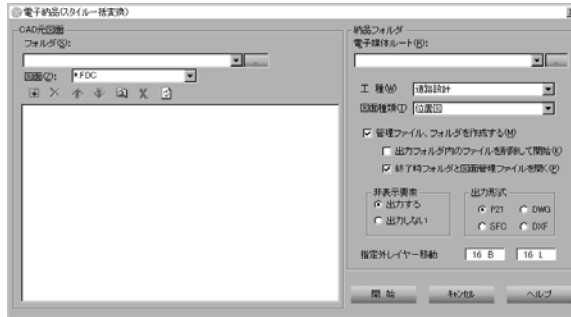 電子納品(スタイル一括変換)
CAD元図面
フォルダ(S):
図面(Z): *.FDC
納品フォルダ
電子媒体ルート(R):
工 種(W) 道路設計
図面種類(T) 位置図
管理ファイル、フォルダを作成する(M)
出力フォルダ内のファイルを削除して開始(E)
終了時フォルダと図面管理ファイルを開く(P)
非表示要素
出力する
出力しない
出力形式
P21 DWG
SFC DXF
指定外レイヤー移動 16 B 16 L
開 始 キャンセル ヘルプ